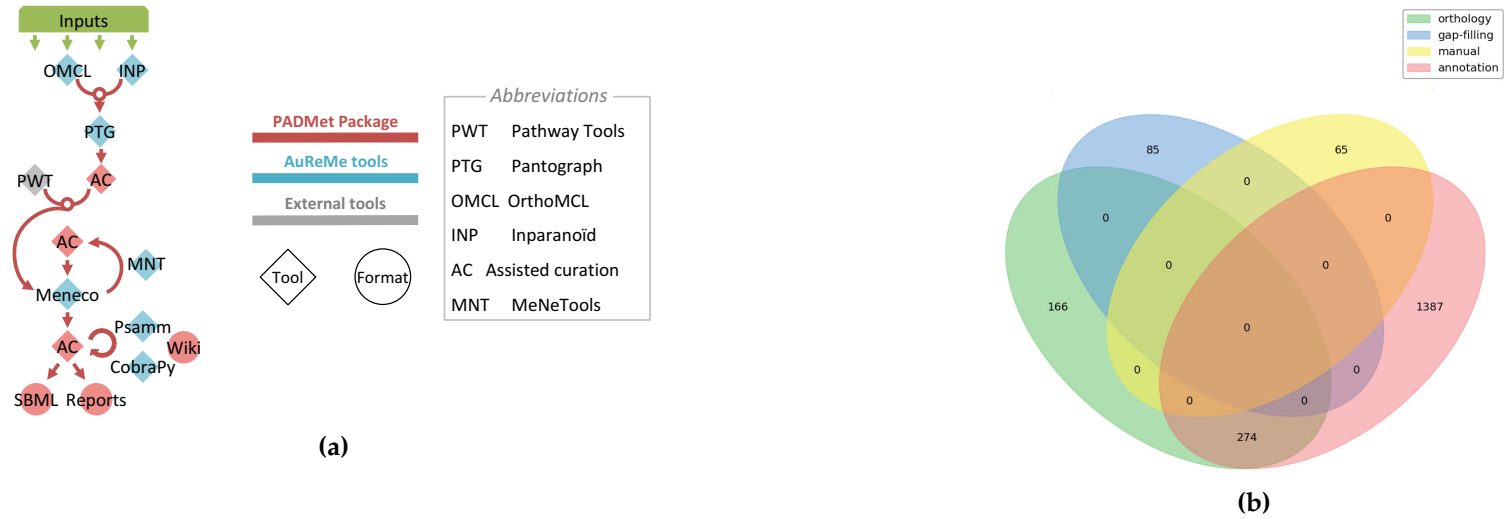 Inputs
OMCL INP
PTG
PWT AC
AC
MNT
Meneco
Psamm
AC
Wiki
CobraPy
SBML Reports
PADMet Package
AuReMe tools
External tools
Tool Format
Abbreviations
PWT Pathway Tools
PTG Pantograph
OMCL OrthoMCL
INP Inparanoïd
AC Assisted curation
MNT MeNeTools
(a)
orthology
gap-filling
manual
annotation
85 65
0
0 0
0 0
166 1387
0
0 0
0 0
274
(b)